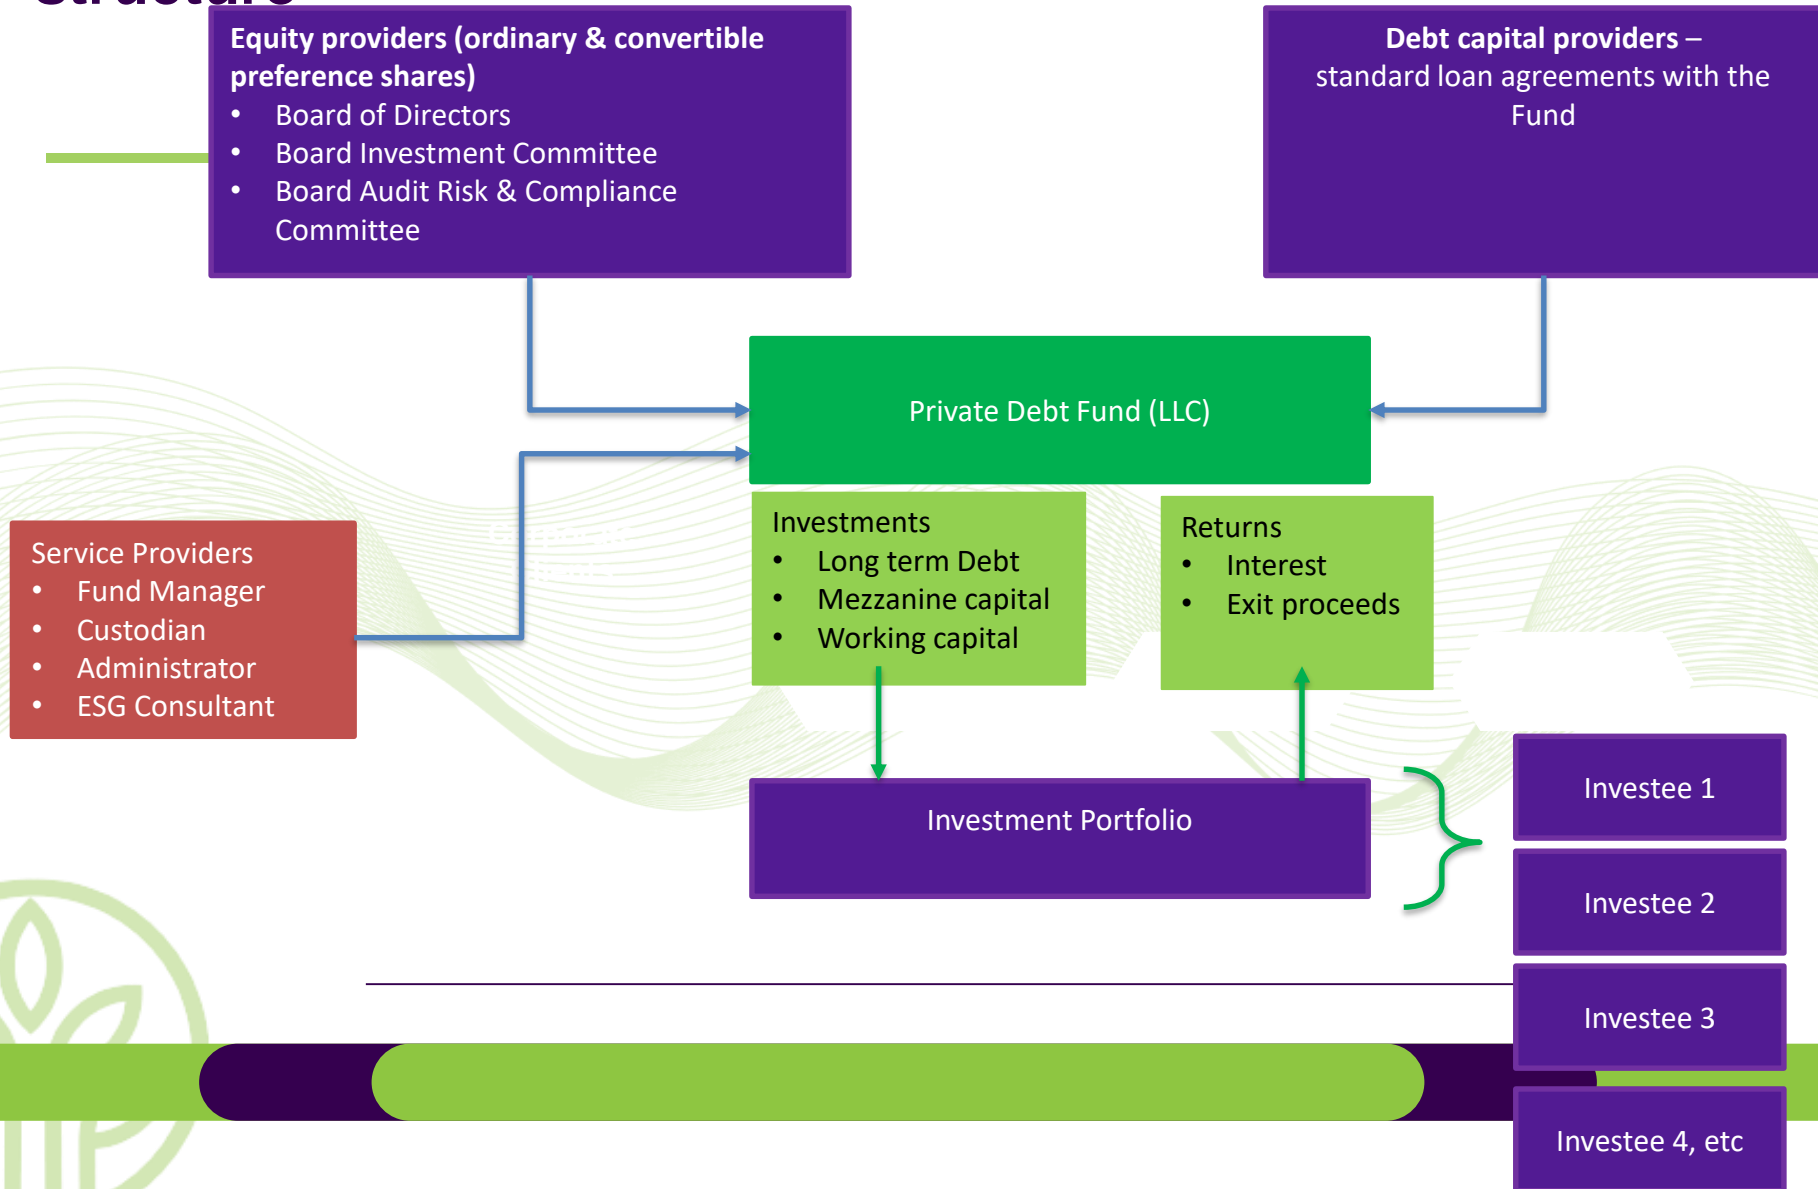 structure
Equity providers (ordinary & convertible
preference shares)
• Board of Directors
• Board Investment Committee
• Board Audit Risk & Compliance
Committee
Debt capital providers –
standard loan agreements with the
Fund
Private Debt Fund (LLC)
Service Providers
• Fund Manager
• Custodian
• Administrator
• ESG Consultant
Corporate
Investments
• Long term Debt
• Mezzanine capital
• Working capital
Returns
• Interest
• Exit proceeds
Investment Portfolio
Investee 1
Investee 2
Investee 3
Investee 4, etc